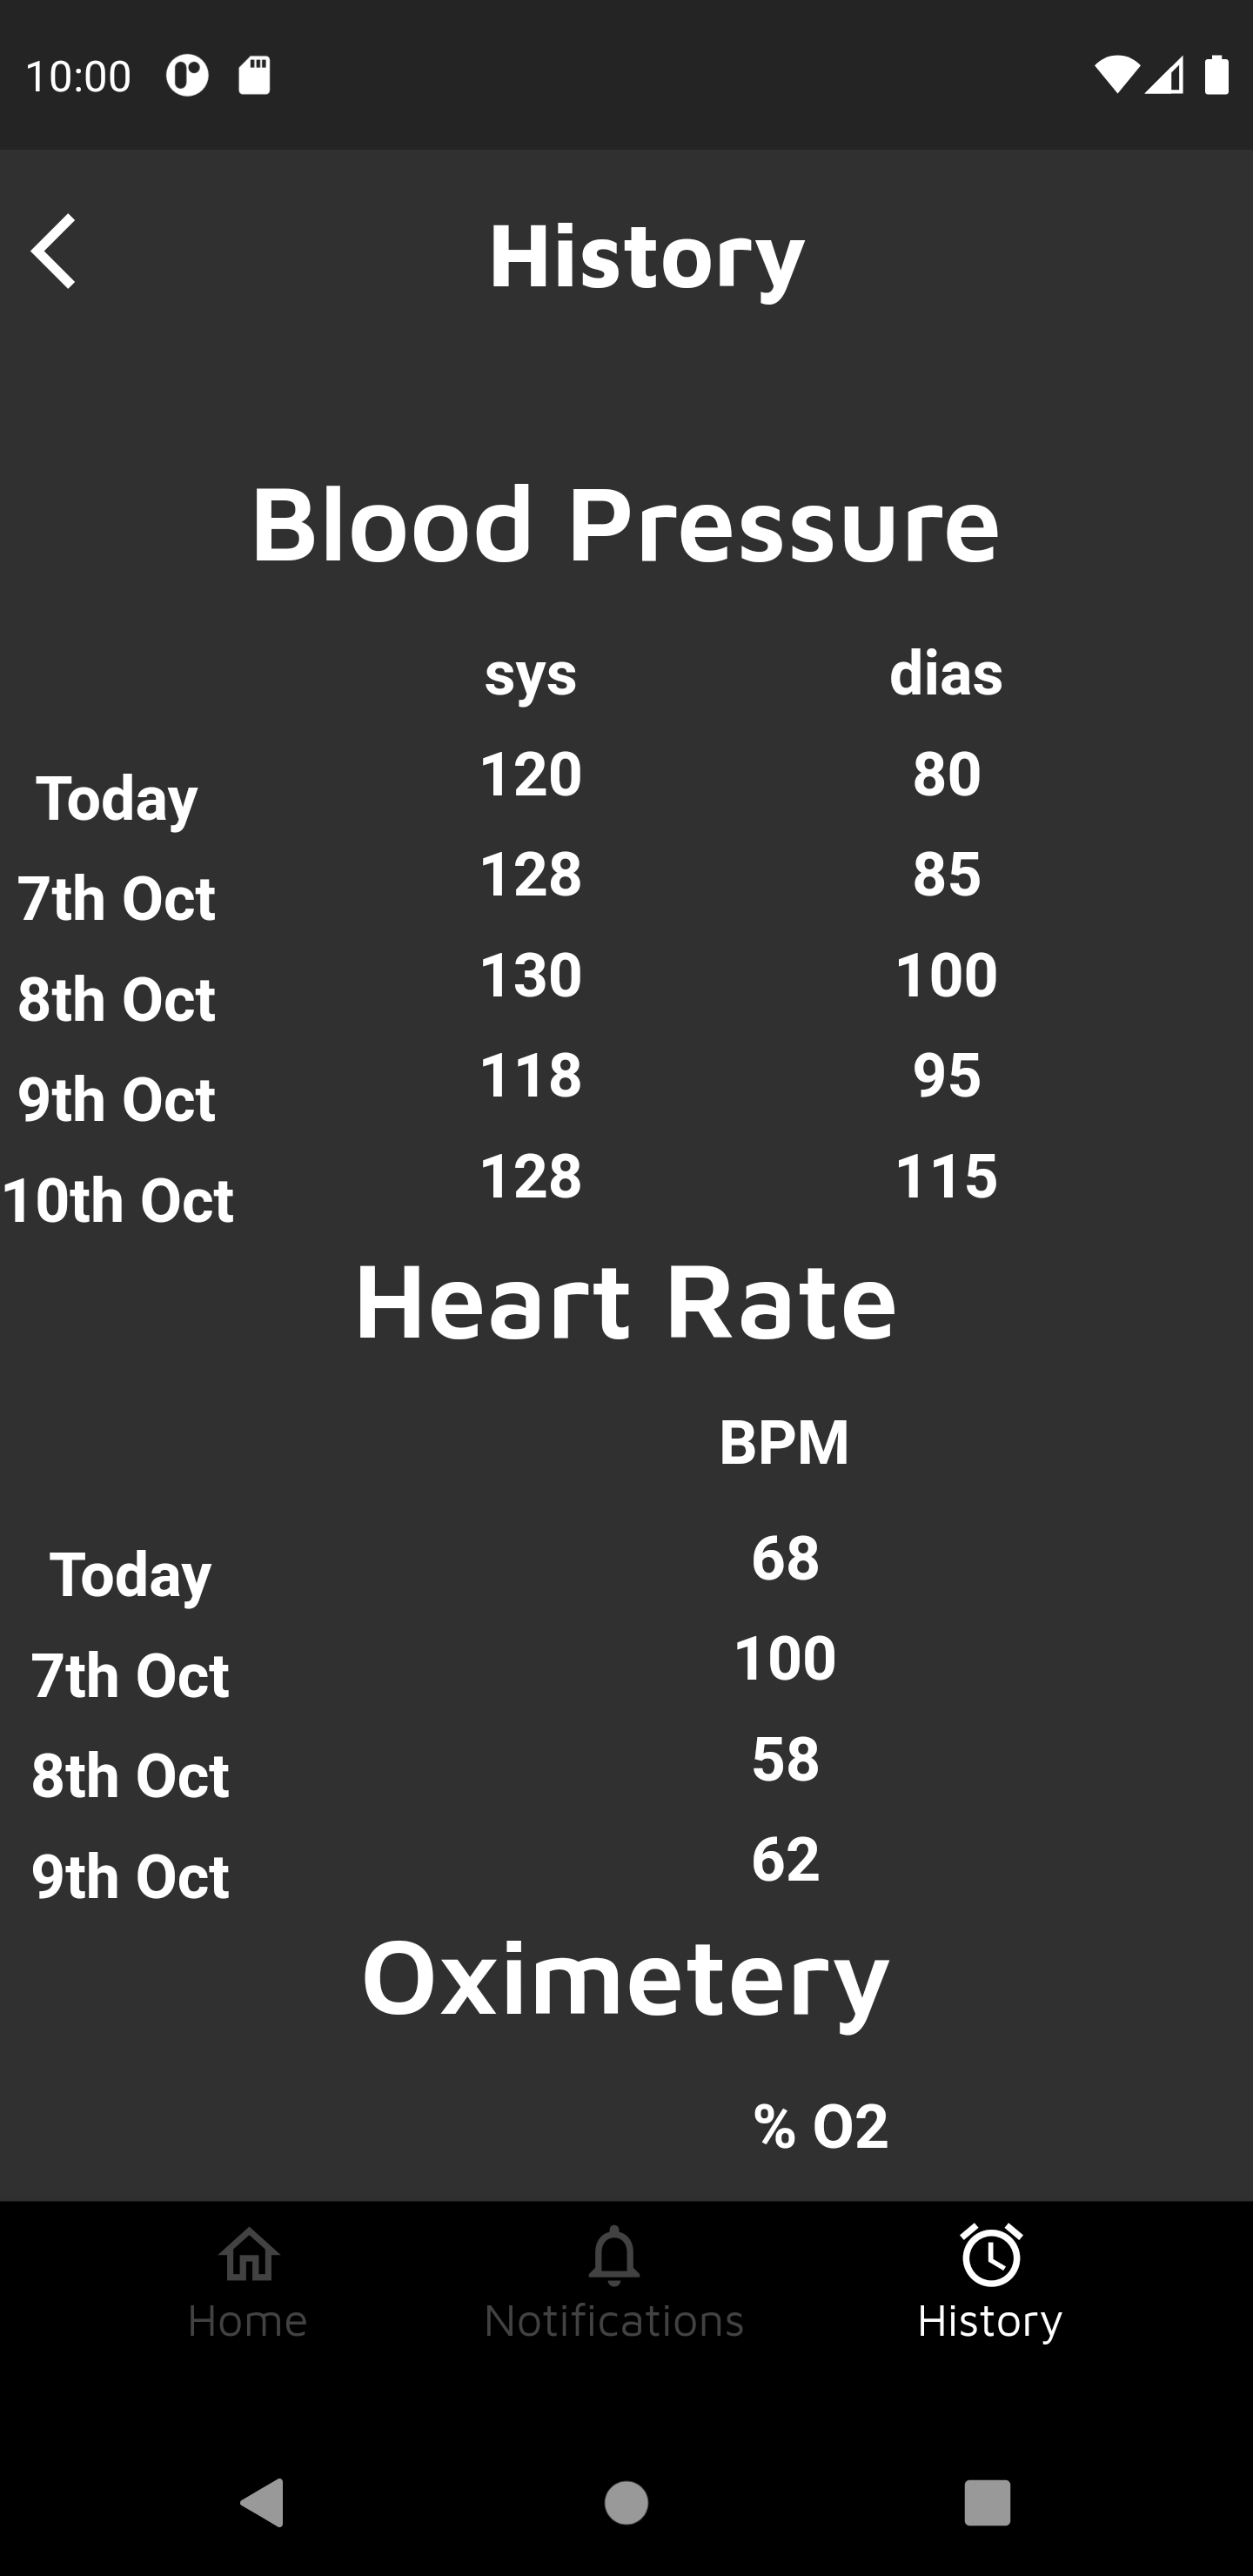 10:00
History
Blood Pressure
sys dias
Today 120 80
7th Oct 128 85
8th Oct 130 100
9th Oct 118 95
10th Oct 128 115
Heart Rate
BPM
Today 68
7th Oct 100
8th Oct 58
9th Oct 62
Oximetery
% O2
Home Notifications History